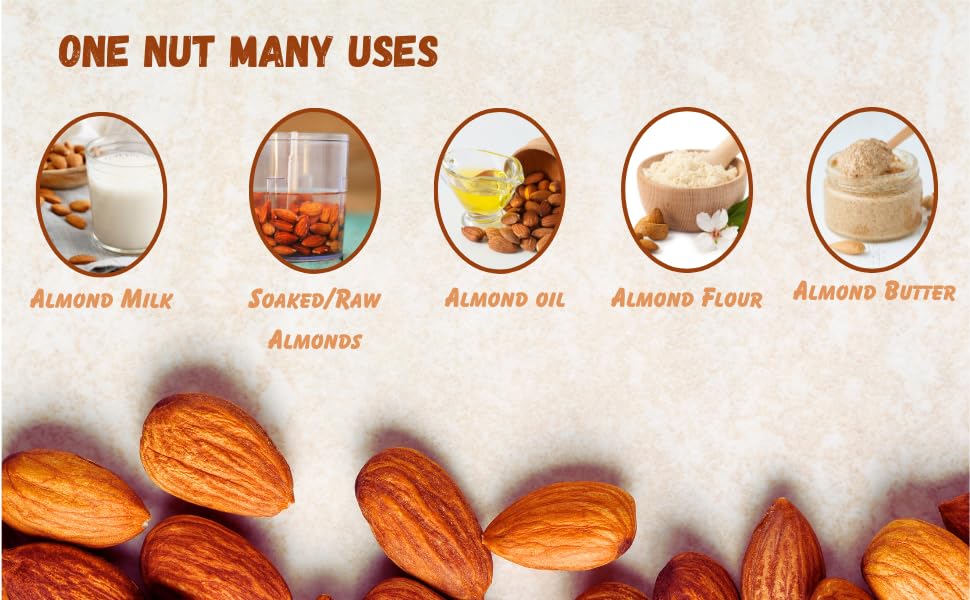 ONE NUT MANY USES
Almond Milk
Soaked/Raw
Almonds
Almond oil
Almond Flour
Almond Butter